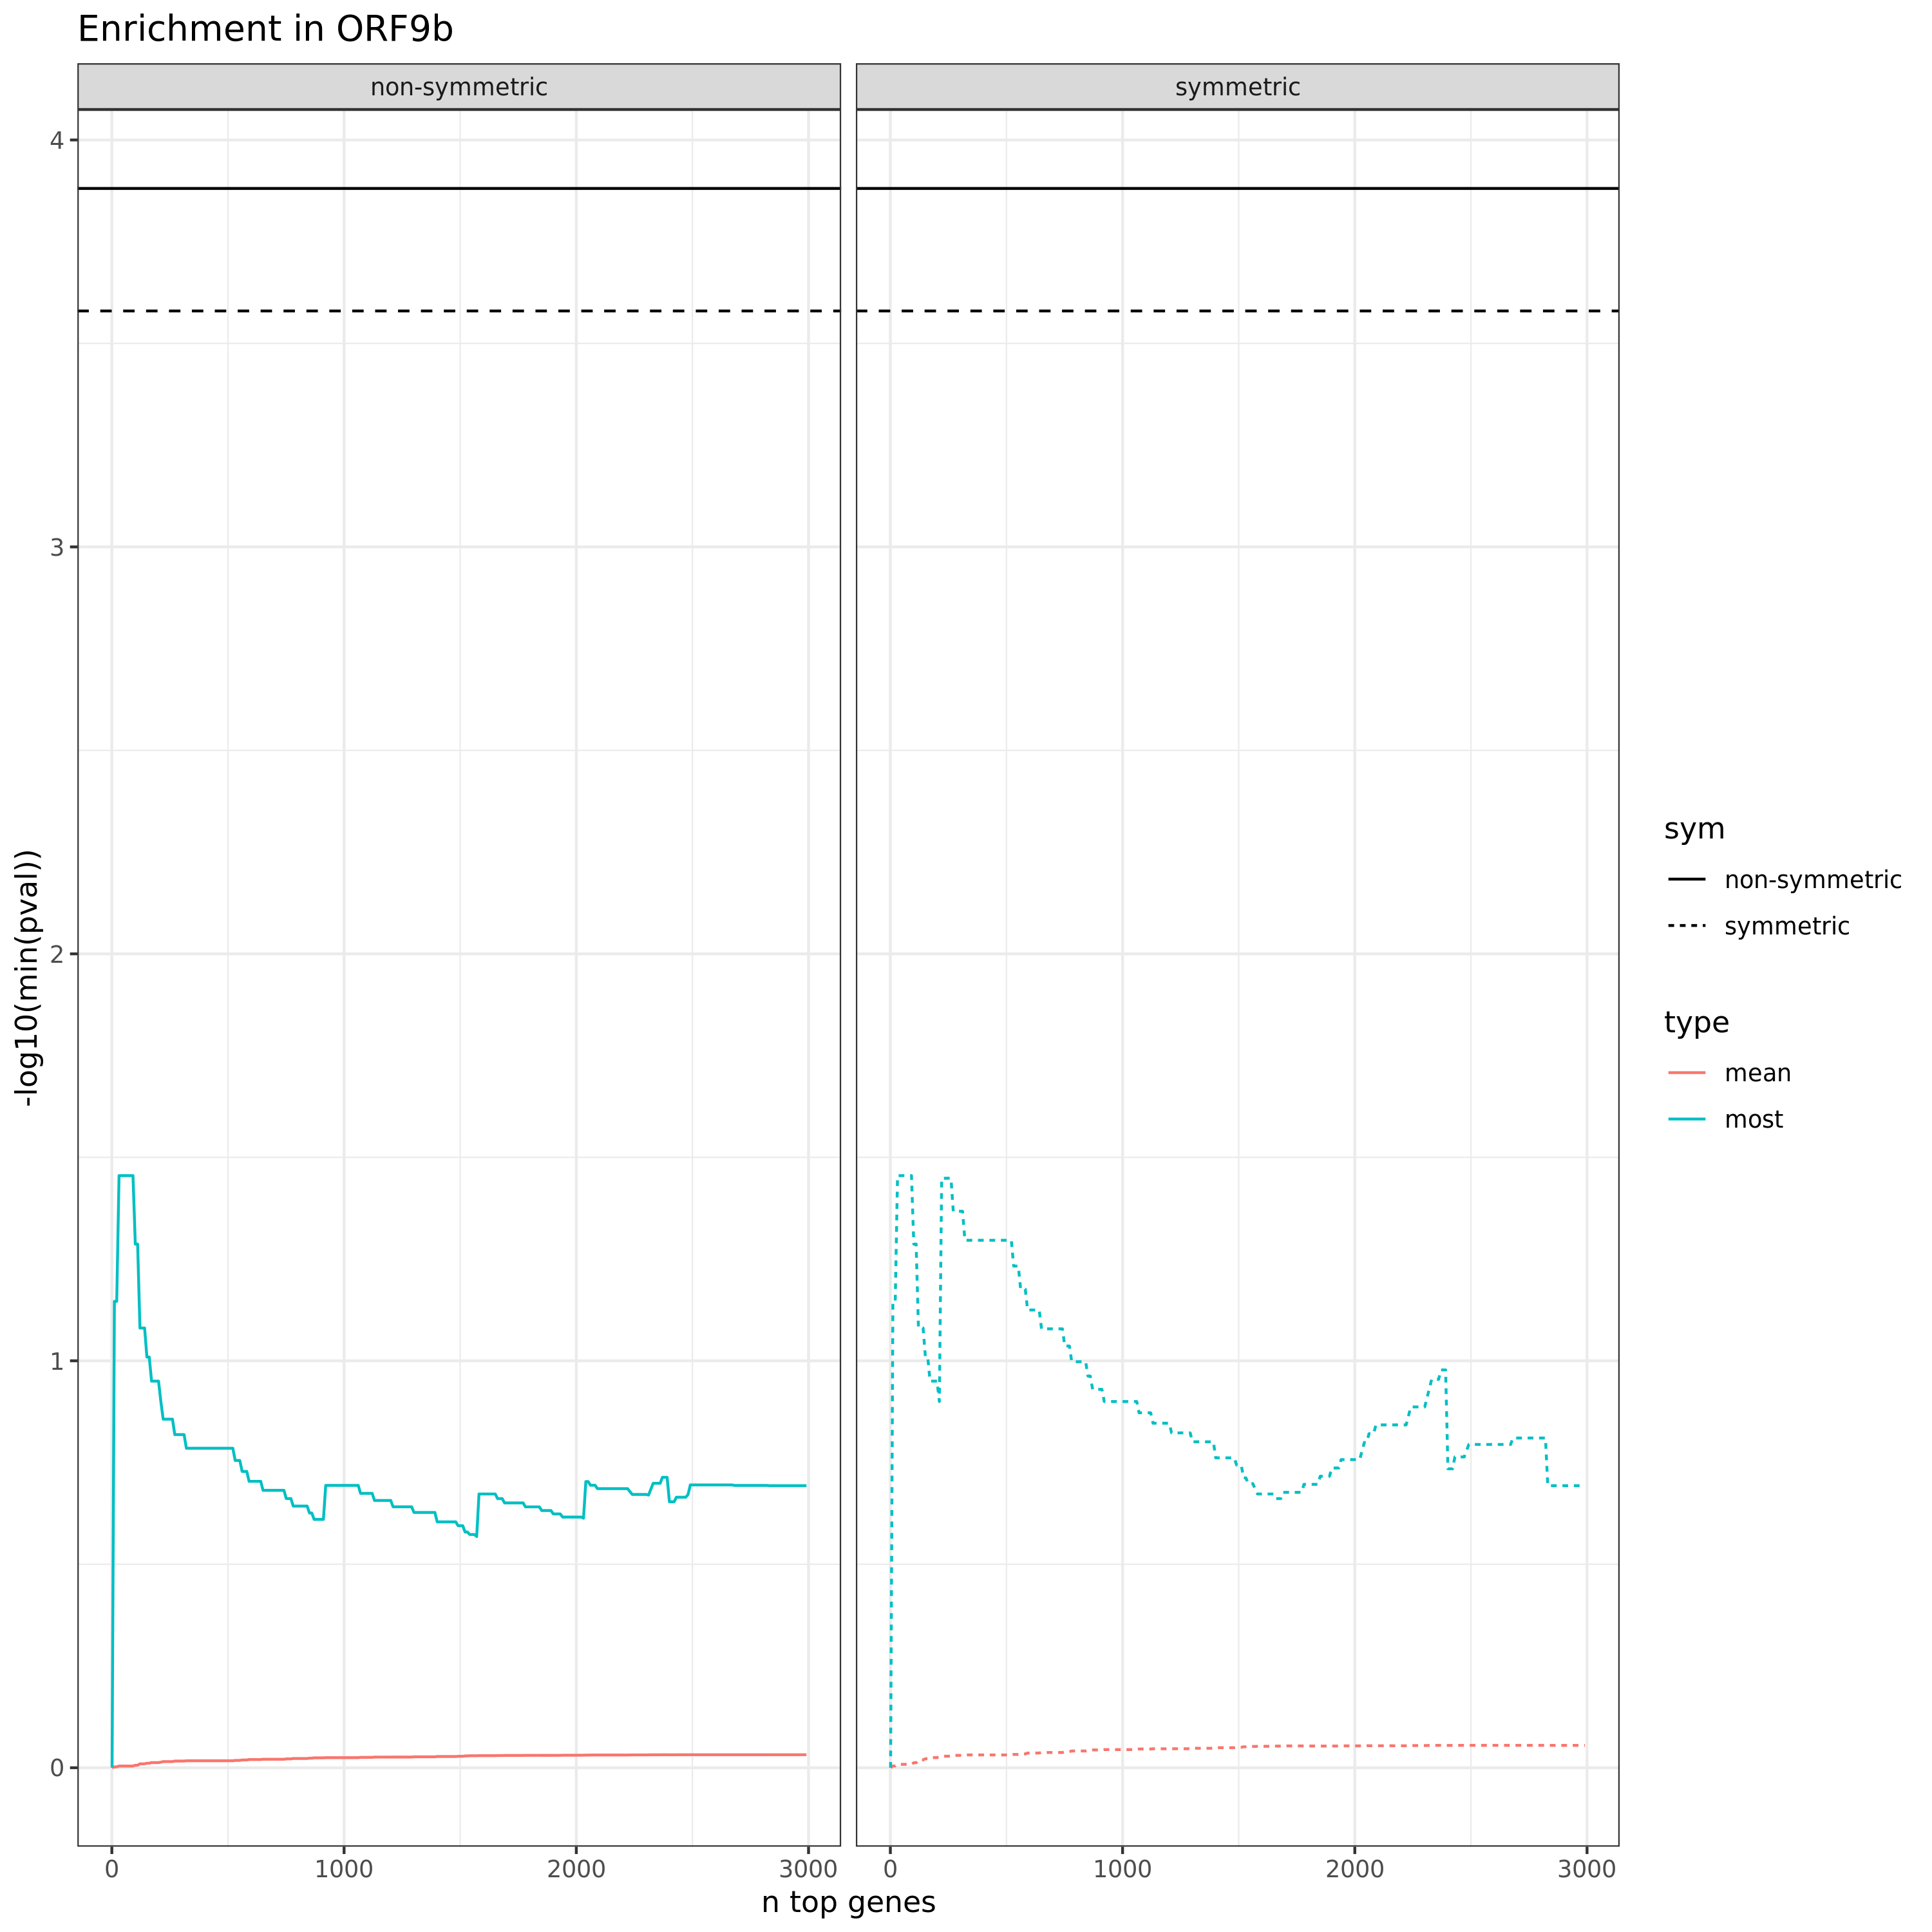 Enrichment in ORF9b
non-symmetric
symmetric
-log10(min(pval))
4
3
2
1
0
0 1000 2000 3000
0 1000 2000 3000
n top genes
sym
non-symmetric
symmetric
type
mean
most